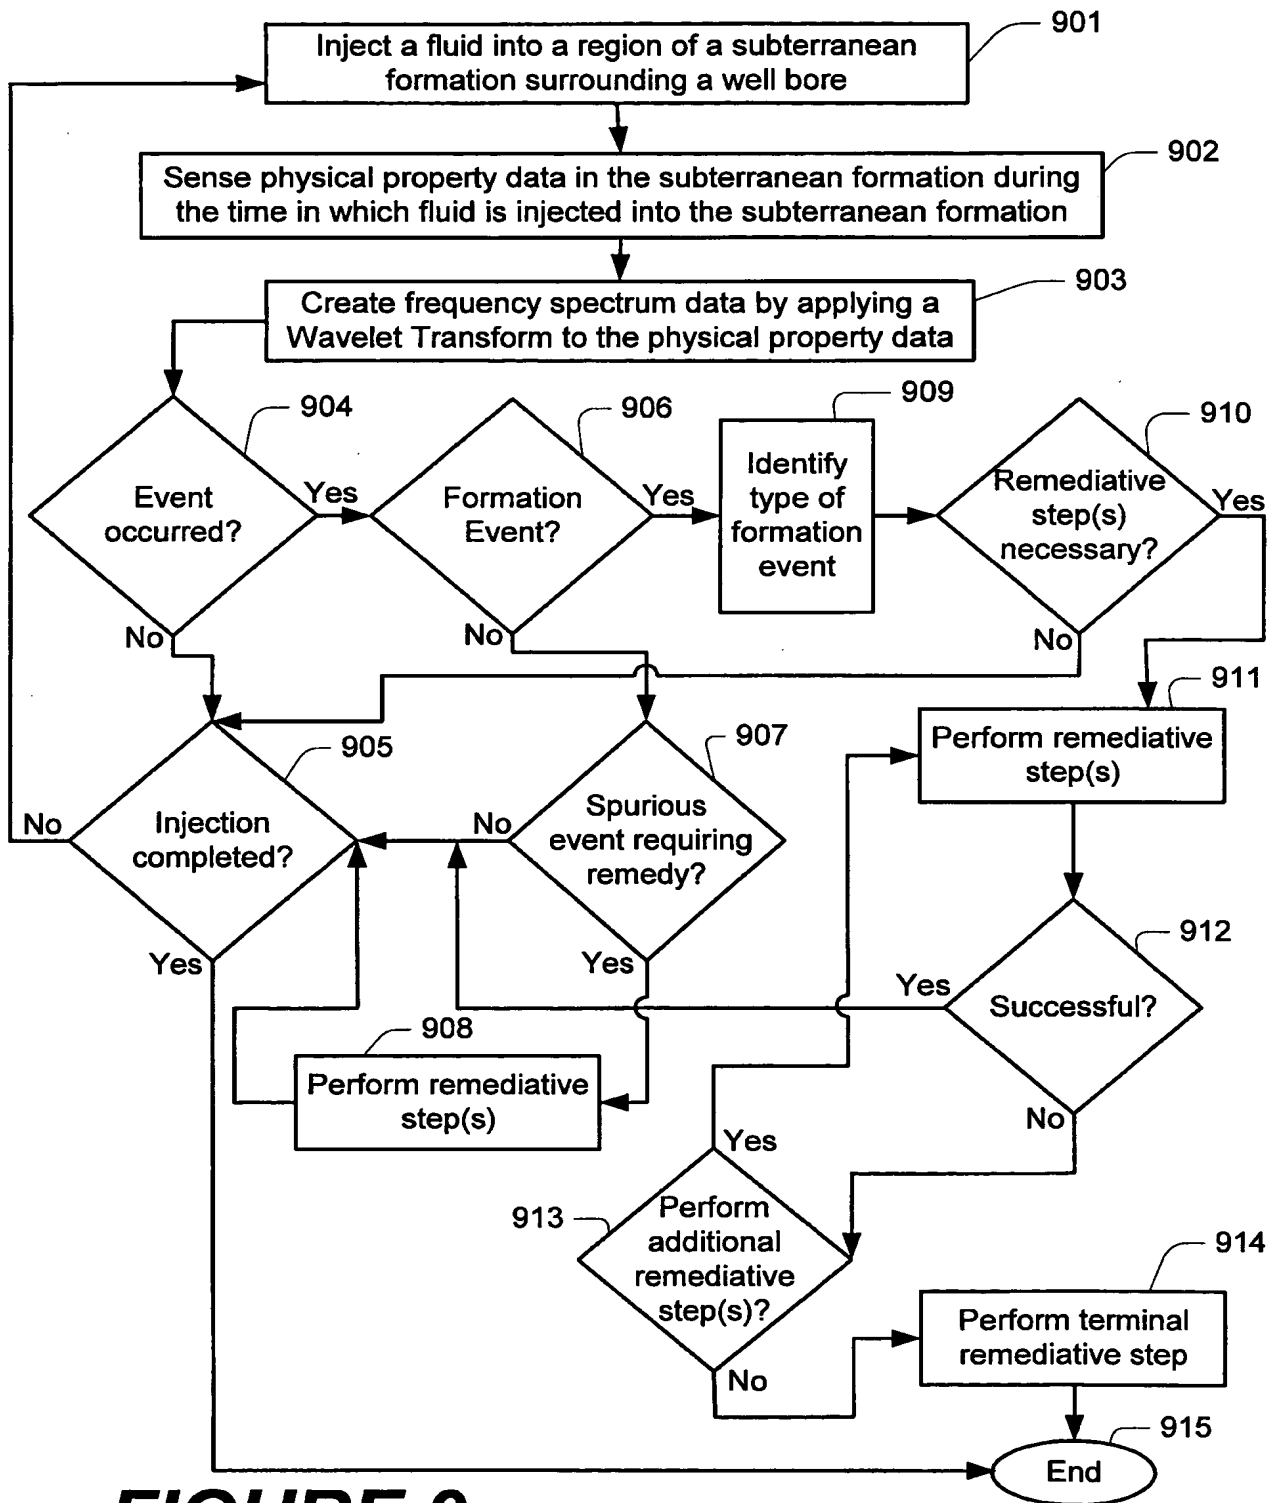 901
Inject a fluid into a region of a subterranean
formation surrounding a well bore
902
Sense physical property data in the subterranean formation during
the time in which fluid is injected into the subterranean formation
903
Create frequency spectrum data by applying a
Wavelet Transform to the physical property data
904
Event
occurred?
Yes
No
906
Formation
Event?
Yes
No
909
Identify
type of
formation
event
910
Remediative
step(s)
necessary?
Yes
No
911
Perform remediative
step(s)
905
Injection
completed?
No
Yes
907
Spurious
event requiring
remedy?
No
Yes
908
Perform remediative
step(s)
912
Successful?
Yes
No
913
Perform
additional
remediative
step(s)?
Yes
No
914
Perform terminal
remediative step
915
End
FIGURE 9